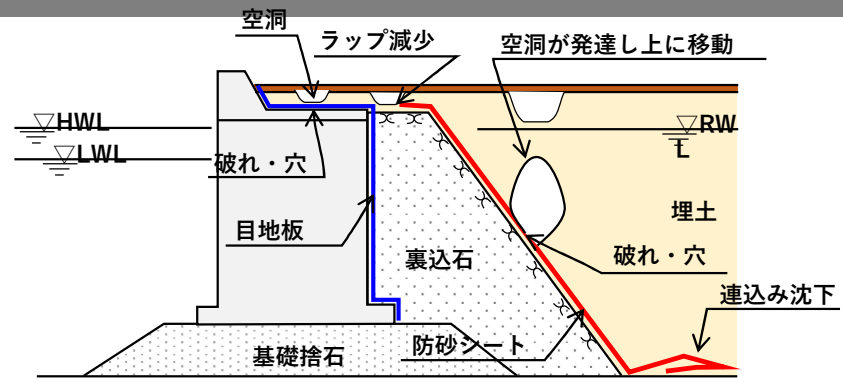 空洞
ラップ減少
空洞が発達し上に移動
HWL
RW
L
LWL
破れ・穴
埋土
目地板
裏込石
破れ・穴
連込み沈下
防砂シート
基礎捨石